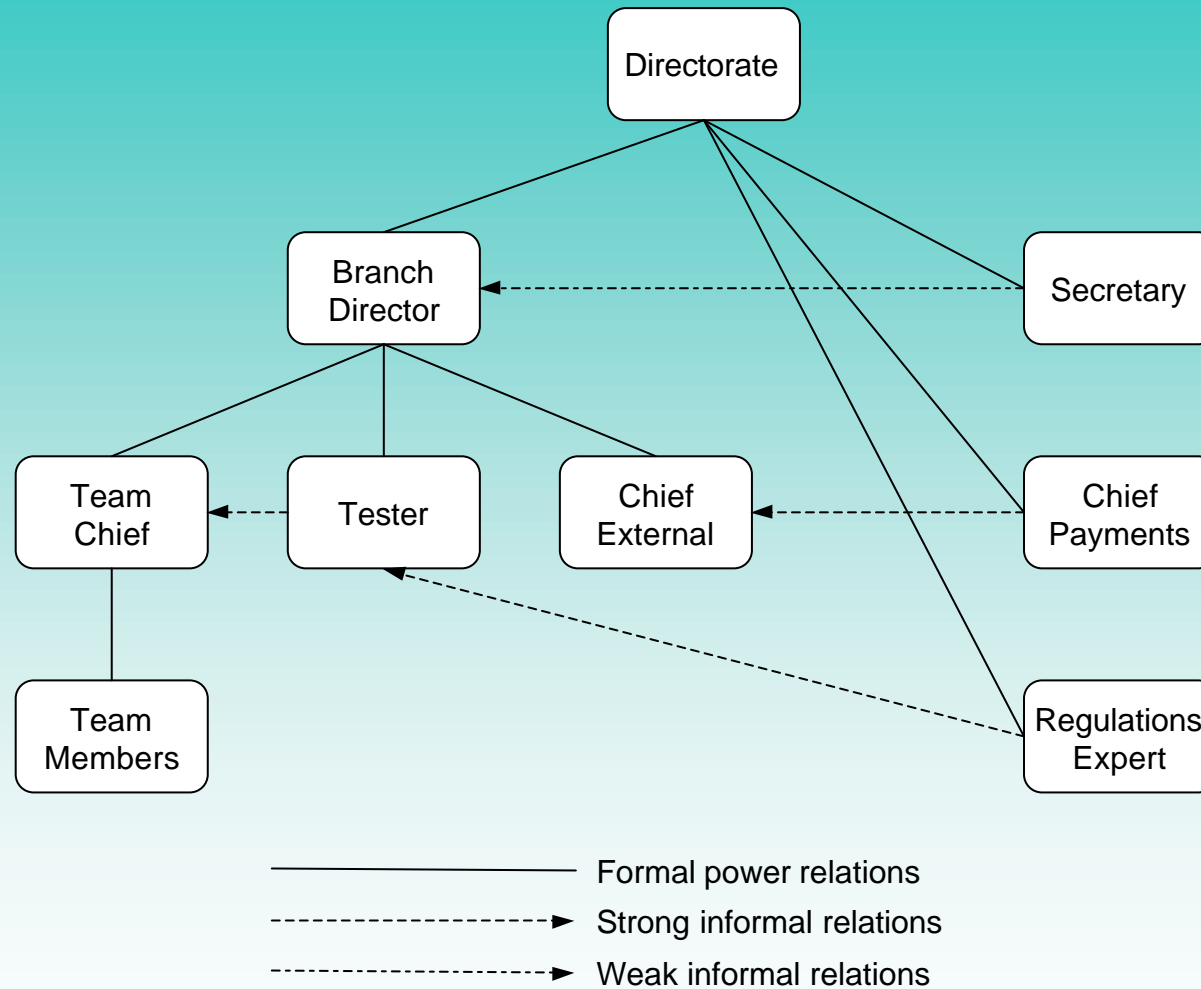 Directorate
Branch
Director
Secretary
Team
Chief
Tester
Chief
External
Chief
Payments
Team
Members
Regulations
Expert
Formal power relations
Strong informal relations
Weak informal relations